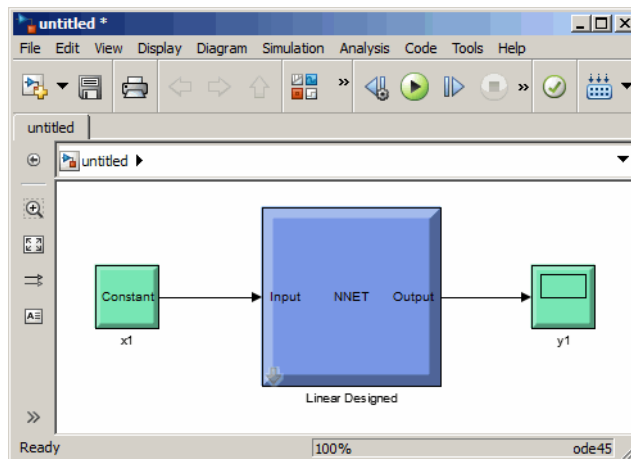 untitled *
File Edit View Display Diagram Simulation Analysis Code Tools Help
» »
untitled
untitled
Constant
Input NNET Output
x1
y1
Linear Designed
»
Ready 100% ode45